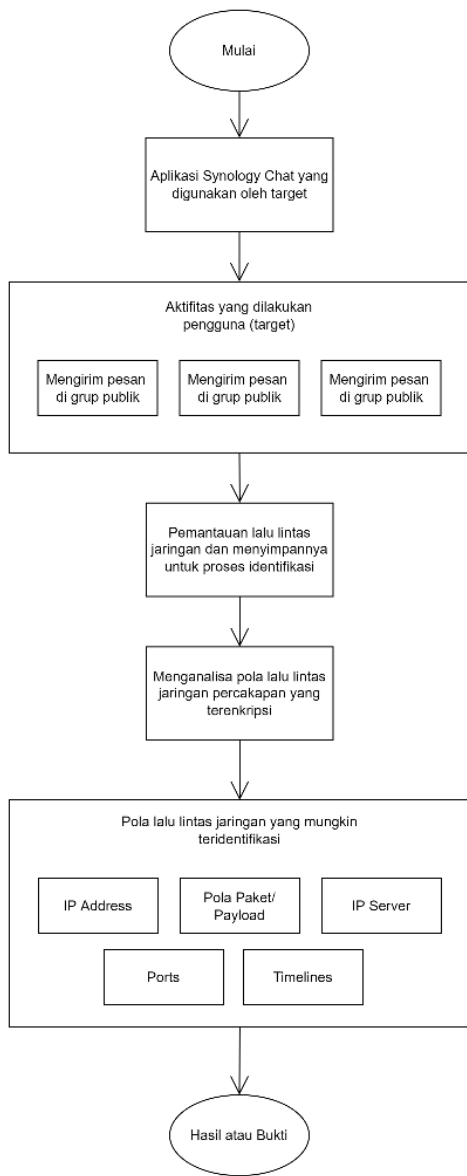 Mulai
Aplikasi Synology Chat yang
digunakan oleh target
Aktifitas yang dilakukan
pengguna (target)
Mengirim pesan
di grup publik
Mengirim pesan
di grup publik
Mengirim pesan
di grup publik
Pemantauan lalu lintas
jaringan dan menyimpannya
untuk proses identifikasi
Menganalisa pola lalu lintas
jaringan percakapan yang
terenkripsi
Pola lalu lintas jaringan yang mungkin
teridentifikasi
IP Address
Pola Paket/
Payload
IP Server
Ports
Timelines
Hasil atau Bukti